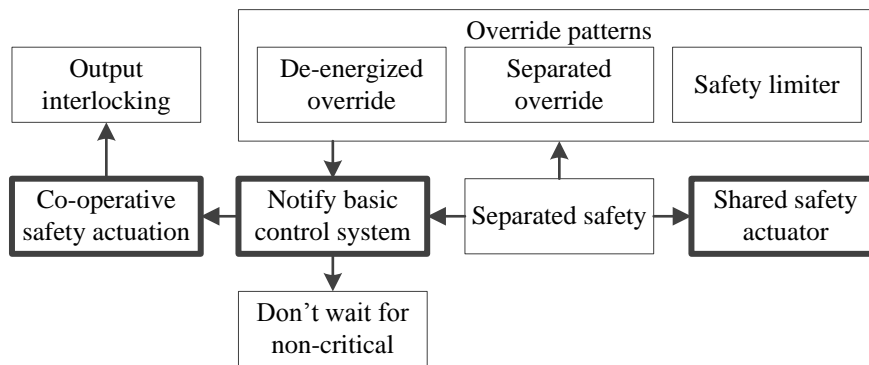 Override patterns
Output
interlocking
De-energized
override
Separated
override
Safety limiter
Co-operative
safety actuation
Notify basic
control system
Separated safety
Shared safety
actuator
Don’t wait for
non-critical